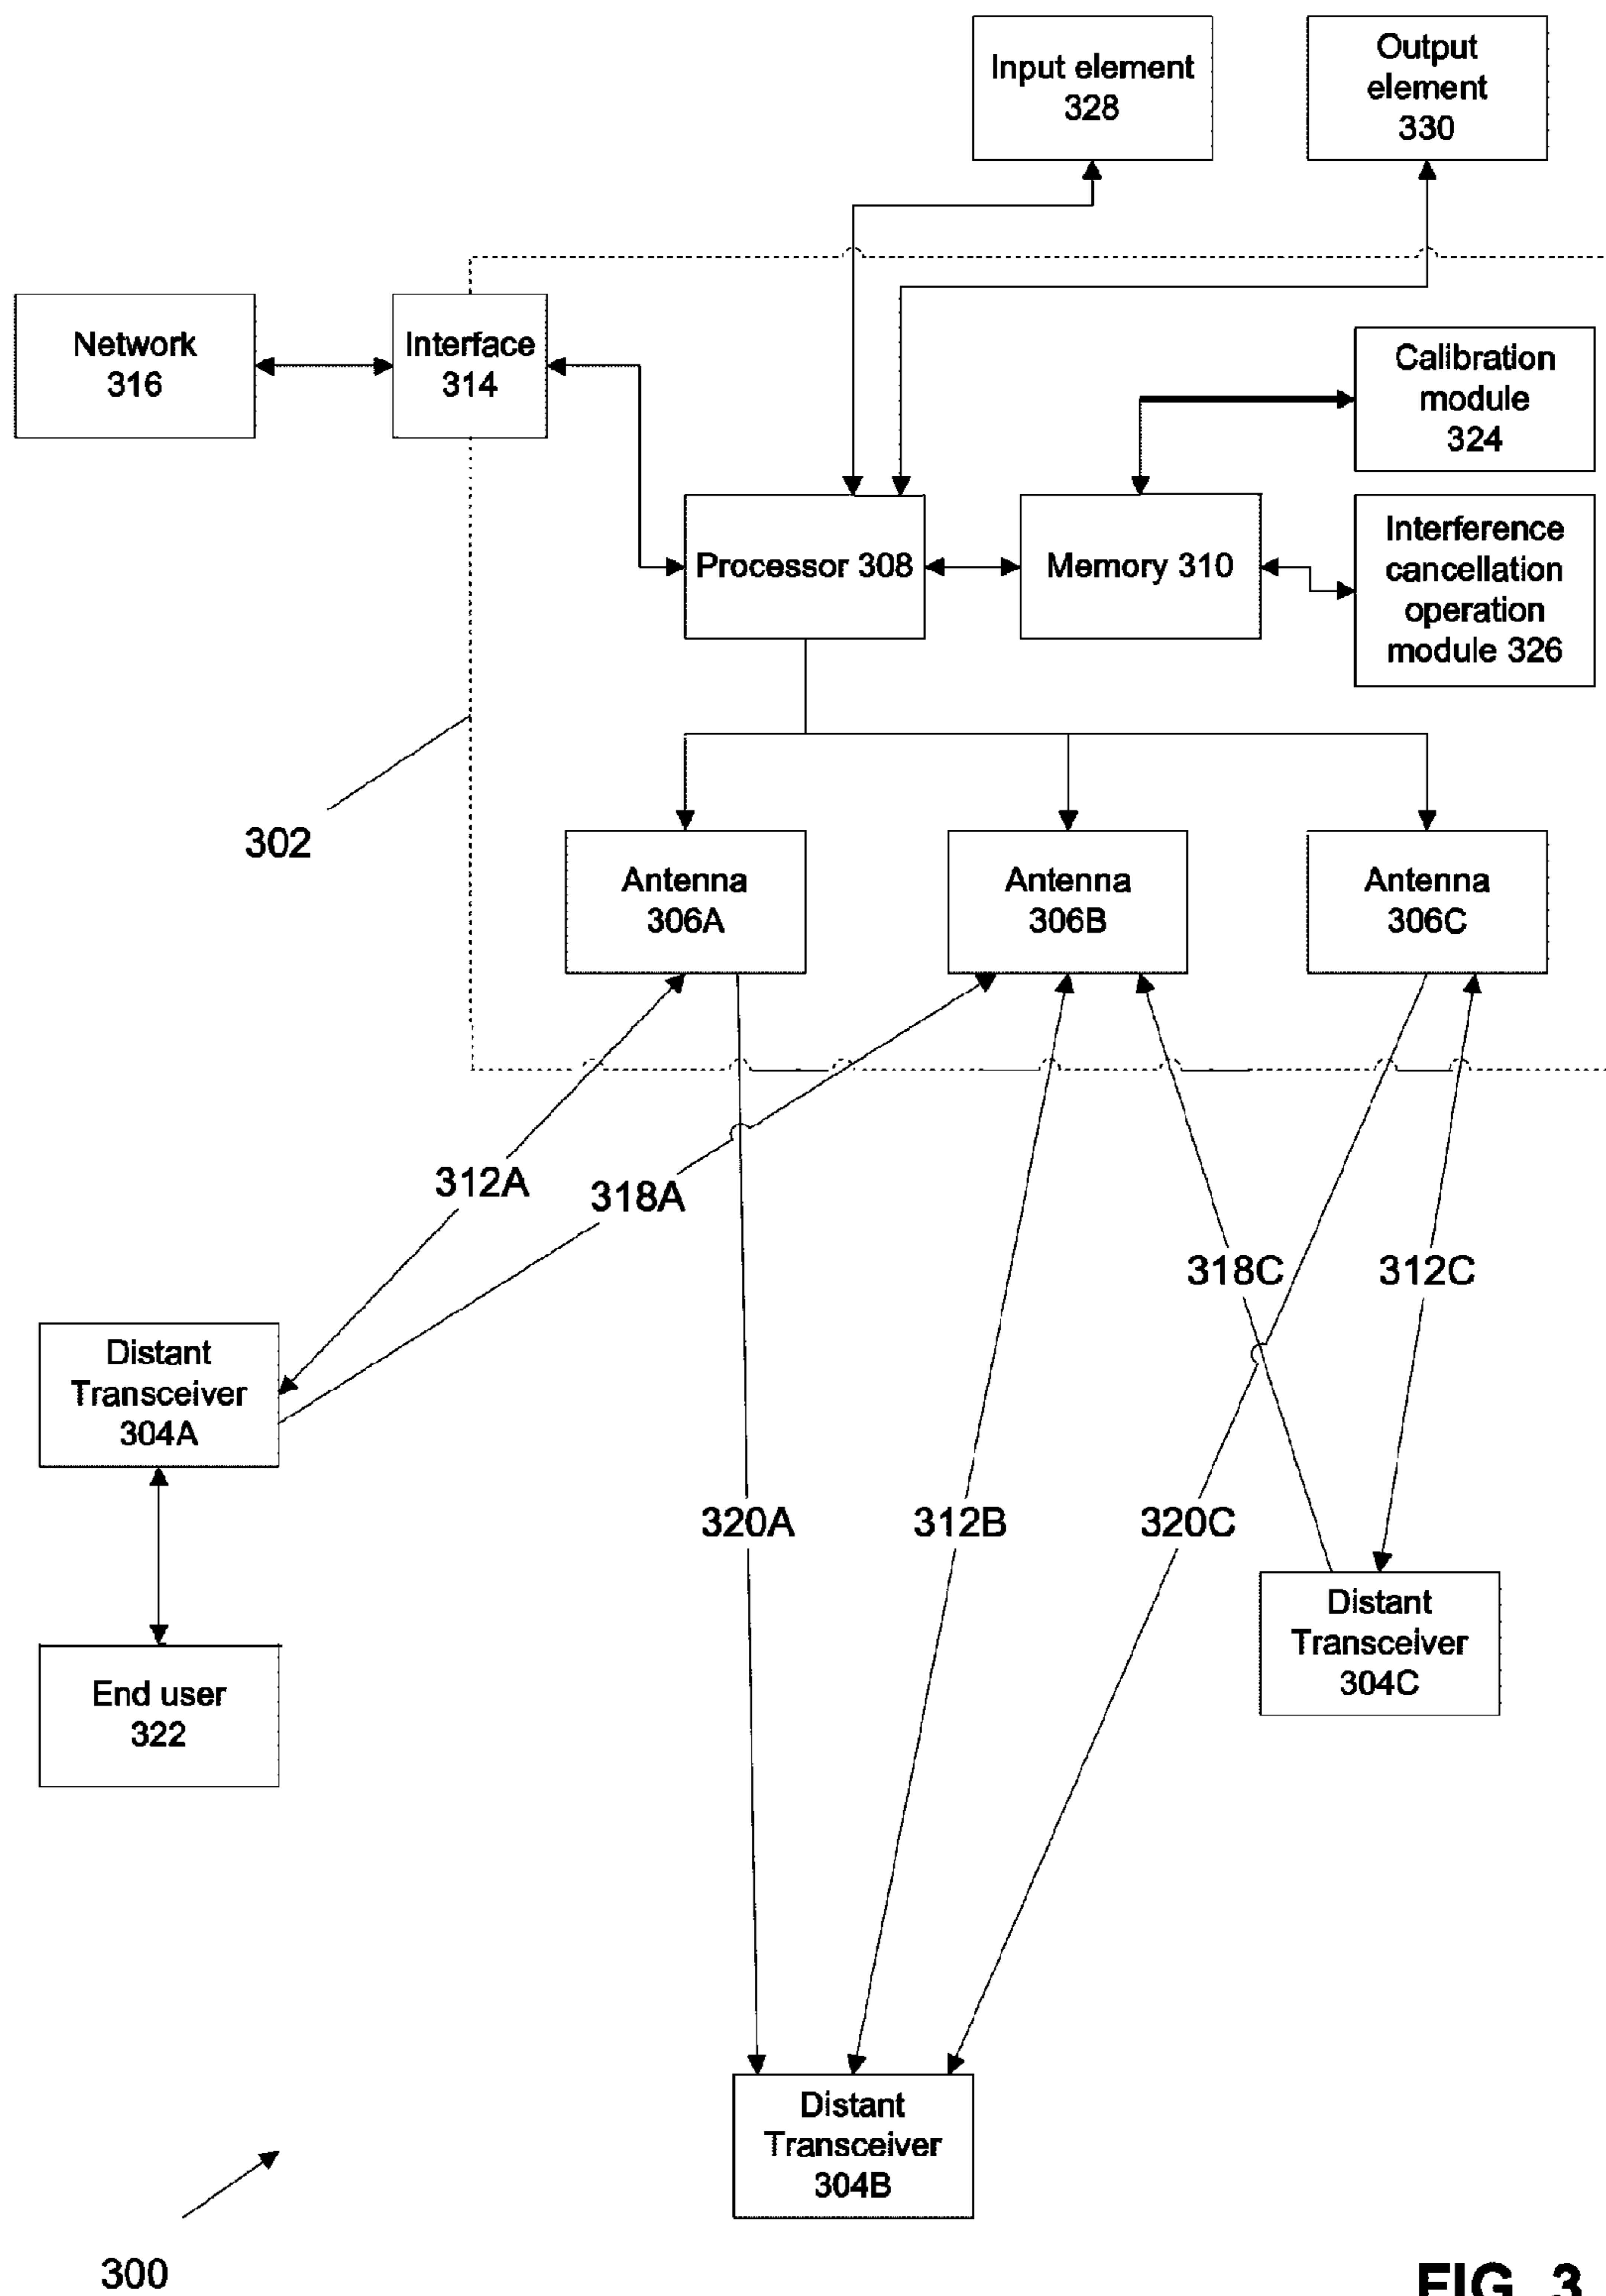 Input element
328
Output
element
330
Network
316
Interface
314
Calibration
module
324
Processor 308
Memory 310
Interference
cancellation
operation
module 326
302
Antenna
306A
Antenna
306B
Antenna
306C
312A
318A
318C
312C
Distant
Transceiver
304A
320A
312B
320C
Distant
Transceiver
304C
End user
322
Distant
Transceiver
304B
300
FIG. 3